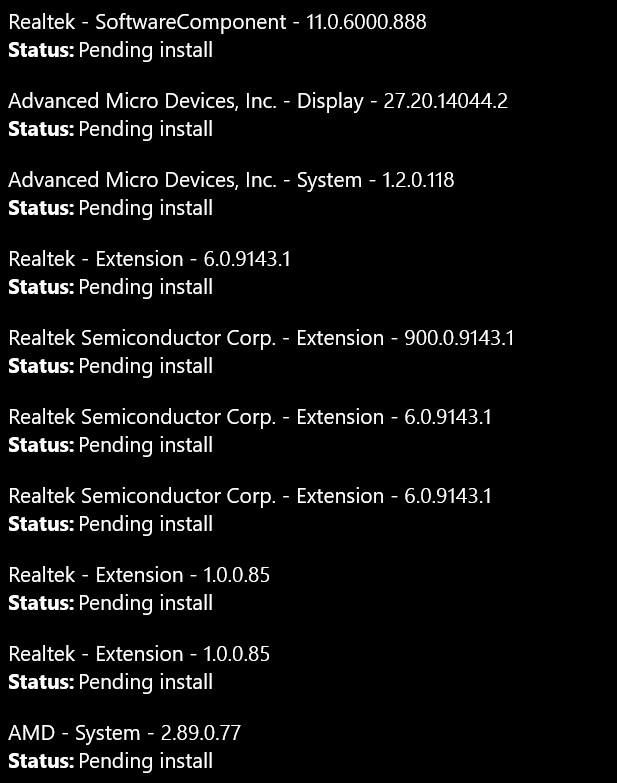 Realtek - SoftwareComponent - 11.0.6000.888
Status: Pending install
Advanced Micro Devices, Inc. - Display - 27.20.14044.2
Status: Pending install
Advanced Micro Devices, Inc. - System - 1.2.0.118
Status: Pending install
Realtek - Extension - 6.0.9143.1
Status: Pending install
Realtek Semiconductor Corp. - Extension - 900.0.9143.1
Status: Pending install
Realtek Semiconductor Corp. - Extension - 6.0.9143.1
Status: Pending install
Realtek Semiconductor Corp. - Extension - 6.0.9143.1
Status: Pending install
Realtek - Extension - 1.0.0.85
Status: Pending install
Realtek - Extension - 1.0.0.85
Status: Pending install
AMD - System - 2.89.0.77
Status: Pending install